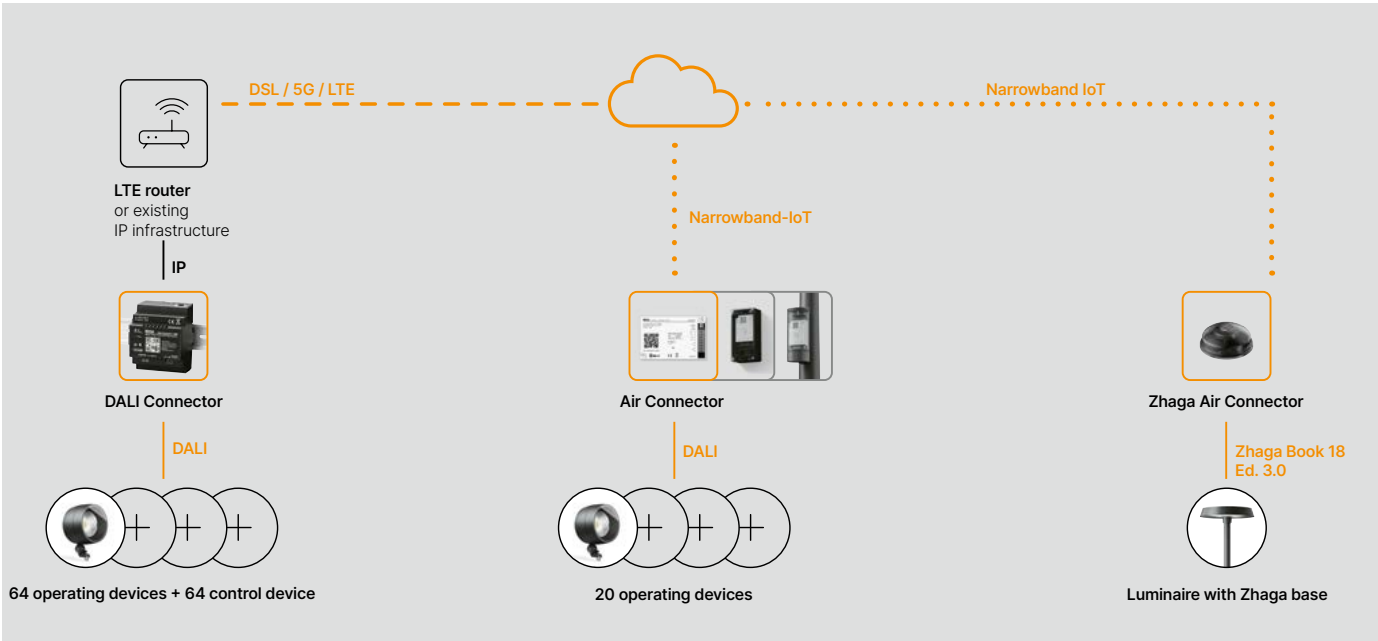 DSL / 5G / LTE
Narrowband IoT
LTE router
or existing
IP infrastructure
Narrowband-IoT
IP
DALI Connector
Air Connector
Zhaga Air Connector
DALI
DALI
Zhaga Book 18
Ed. 3.0
64 operating devices + 64 control device
20 operating devices
Luminaire with Zhaga base